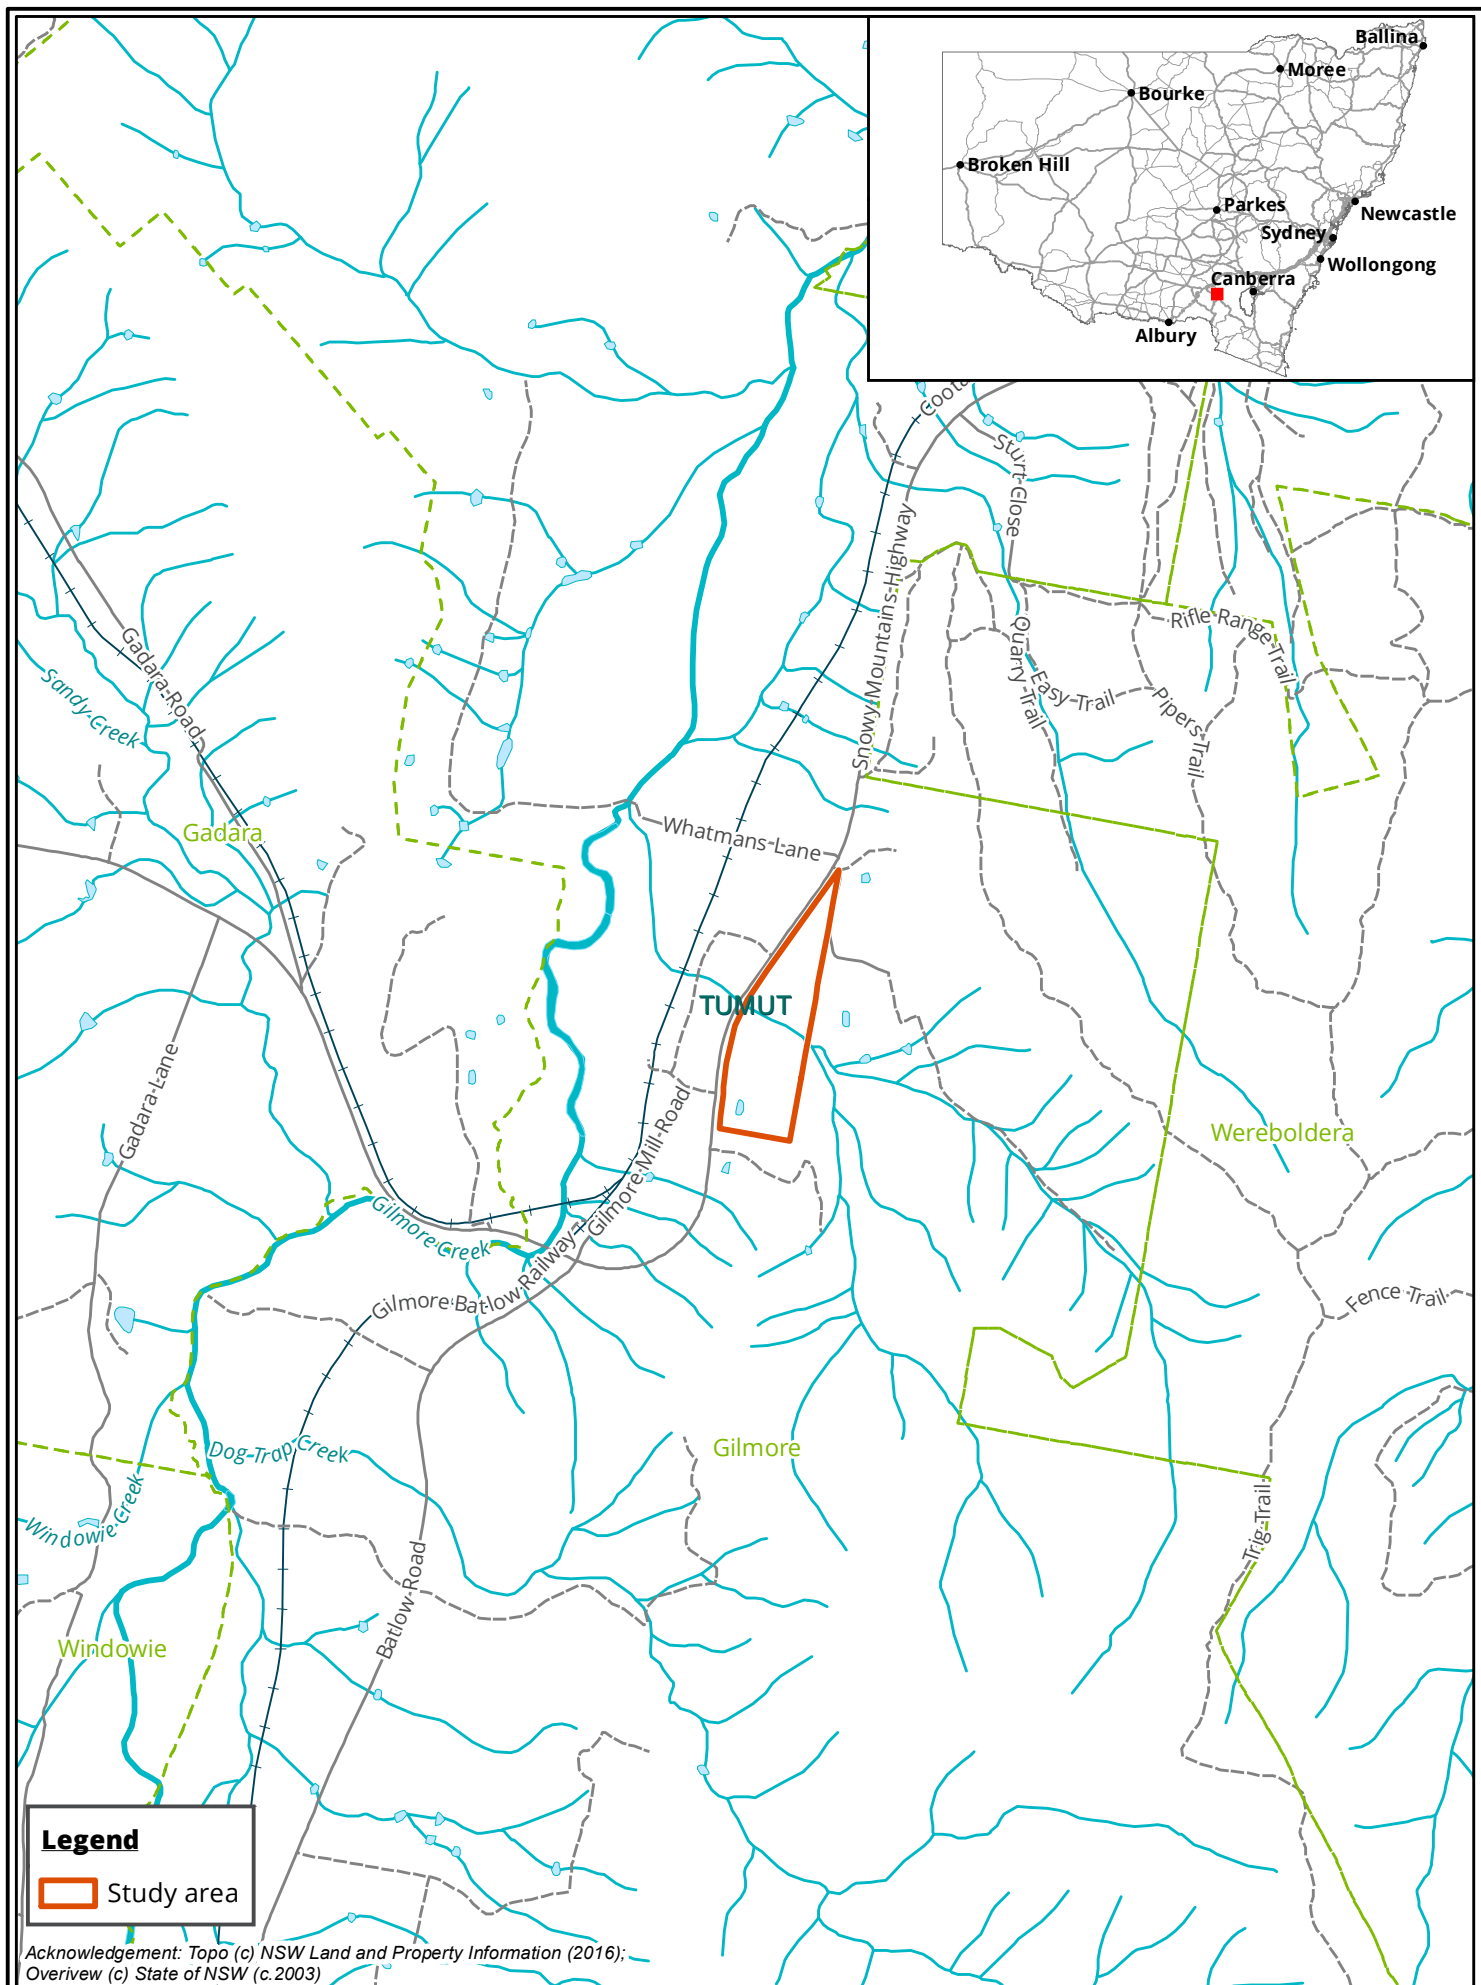 Ballina
Moree
Bourke
Broken Hill
Parkes
Newcastle
Sydney
Wollongong
Canberra
Albury
Coota
Sturt Close
Snowy Mountains Highway
Rifle Range Trail
Quarry Trail
Easy Trail
Pipers Trail
Gadara Road
Sandy Creek
Gadara
Whatmans Lane
TUMUT
Gadara Lane
Gilmore Mill Road
Wereboldera
Gilmore Creek
Gilmore Batlow Railway
Fence Trail
Dog Trap Creek
Gilmore
Windowie Creek
Trig Trail
Batlow Road
Windowie
Legend
Study area
Acknowledgement: Topo (c) NSW Land and Property Information (2016);
Overivew (c) State of NSW (c.2003)